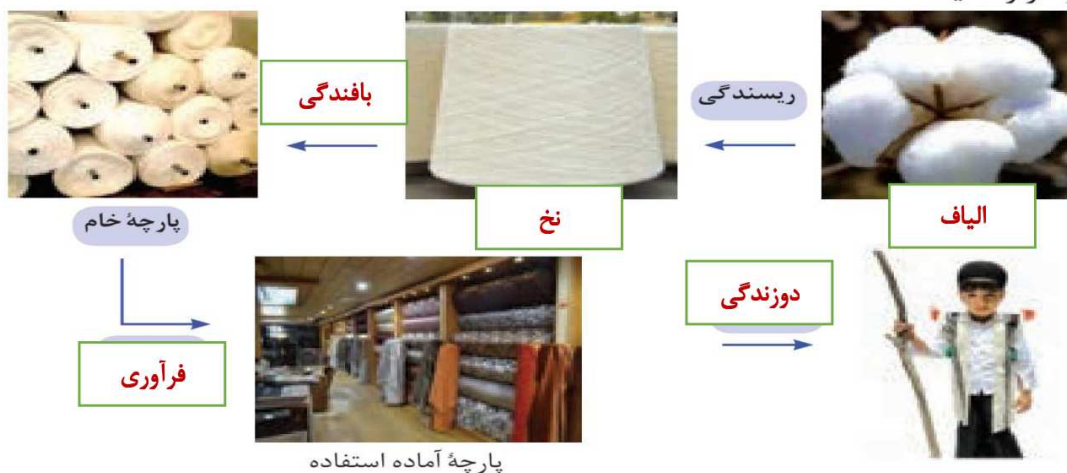 ریسندگی
بافندگی
الیاف
نخ
پارچهٔ خام
دوزندگی
فرآوری
پارچهٔ آماده استفاده